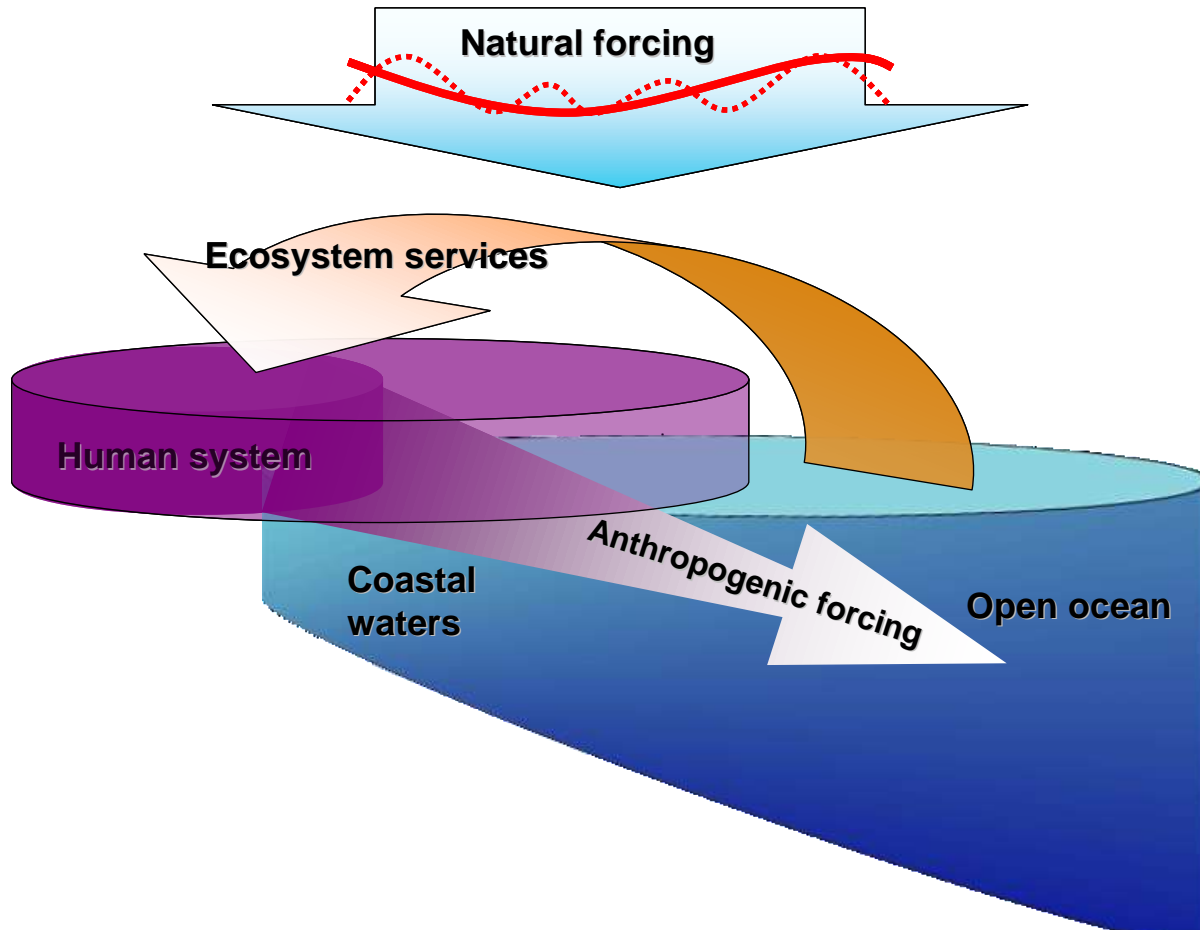 Natural forcing
Ecosystem services
Human system
Anthropogenic forcing
Coastal
waters
Open ocean